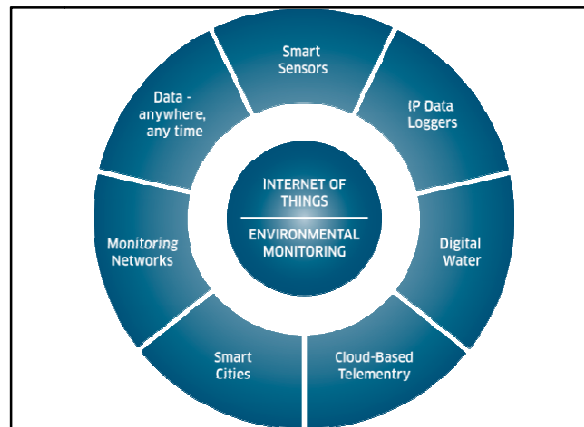 Smart
Sensors
IP Data
Loggers
Digital
Water
Cloud-Based
Telementry
Smart
Cities
Monitoring
Networks
Data -
anywhere,
any time
INTERNET OF
THINGS
ENVIRONMENTAL
MONITORING